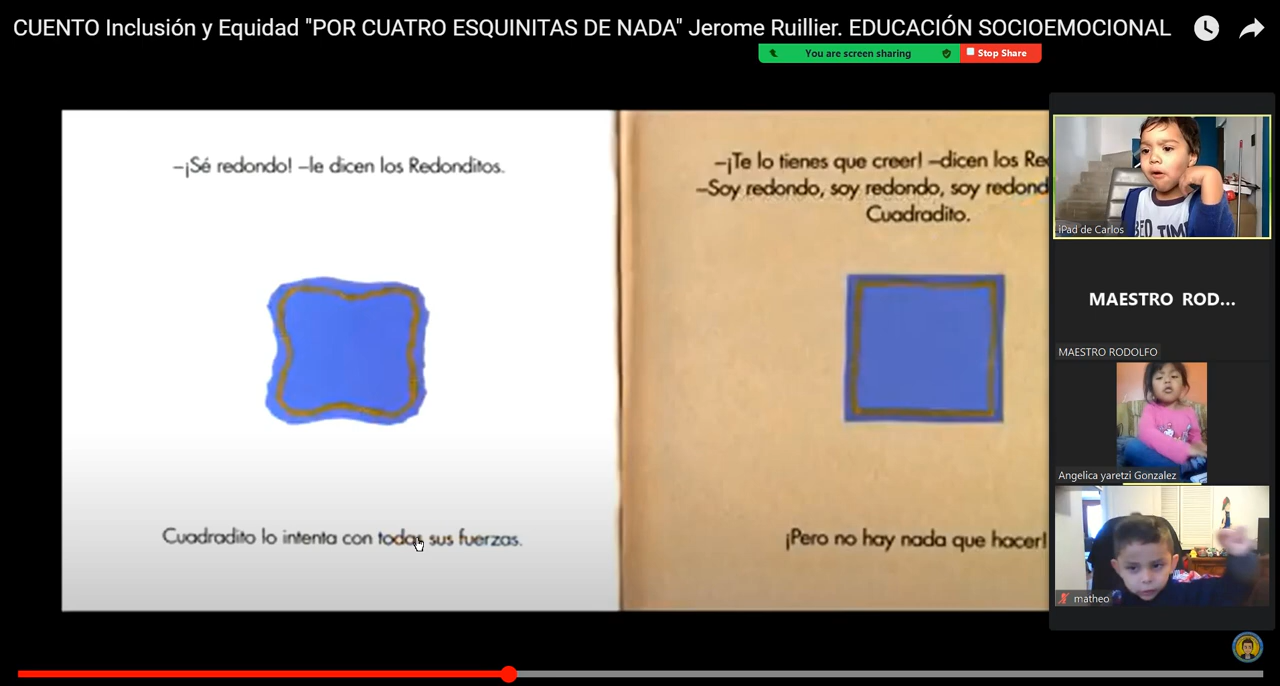 CUENTO Inclusión y Equidad "POR CUATRO ESQUINITAS DE NADA" Jerome Ruillier. EDUCACIÓN SOCIOEMOCIONAL
You are screen sharing
Stop Share
–¡Sé redondo! –le dicen los Redonditos.
Cuadradito lo intenta con todas sus fuerzas.
–¡Te lo tienes que creer! –dicen los Re
–Soy redondo, soy redondo, soy redond
Cuadradito.
¡Pero no hay nada que hacer!
iPad de Carlos
MAESTRO ROD...
MAESTRO RODOLFO
Angelica yaretzi Gonzalez
matheo